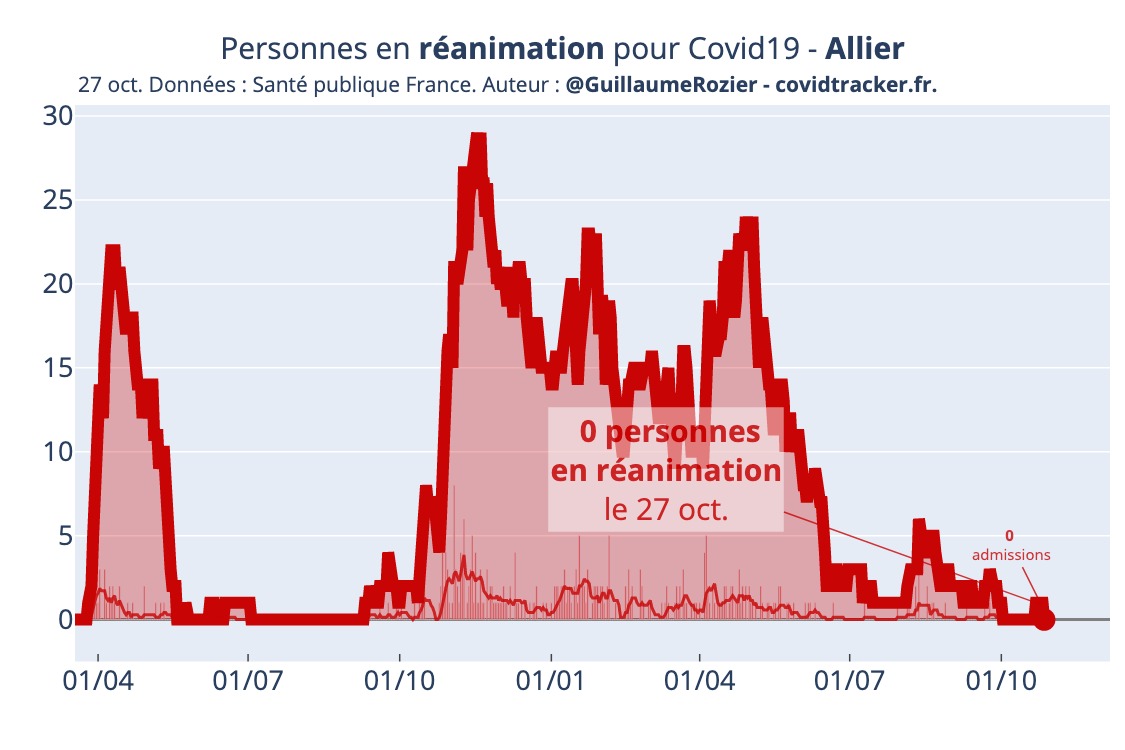 Personnes en réanimation pour Covid19 - Allier
27 oct. Données : Santé publique France. Auteur : @GuillaumeRozier - covidtracker.fr.
30
25
20
15
10
5
0
0 personnes
en réanimation
le 27 oct.
0
admissions
01/04
01/07
01/10
01/01
01/04
01/07
01/10